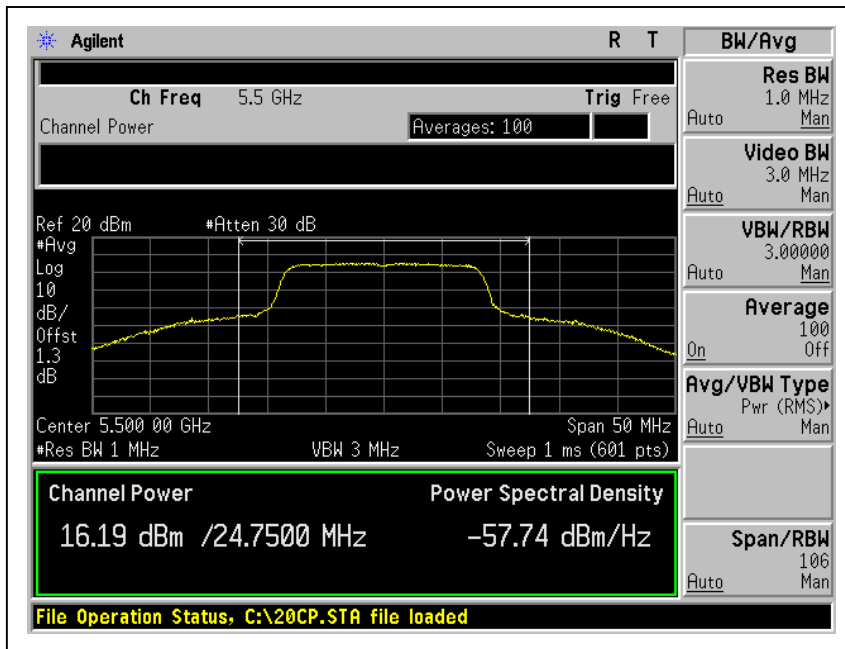 Agilent R T
Ch Freq 5.5 GHz Trig Free
Channel Power Averages: 100
Ref 20 dBm #Atten 30 dB
#Avg
Log
10
dB/
Offst
1.3
dB
Center 5.500 00 GHz Span 50 MHz
#Res BW 1 MHz VBW 3 MHz Sweep 1 ms (601 pts)
Channel Power Power Spectral Density
16.19 dBm /24.7500 MHz -57.74 dBm/Hz
File Operation Status, C:\20CP.STA file loaded
BW/Avg
Res BW
1.0 MHz
Auto Man
Video BW
3.0 MHz
Auto Man
VBW/RBW
3.00000
Auto Man
Average
100
On Off
Avg/VBW Type
Pwr (RMS)▸
Auto Man
Span/RBW
106
Auto Man